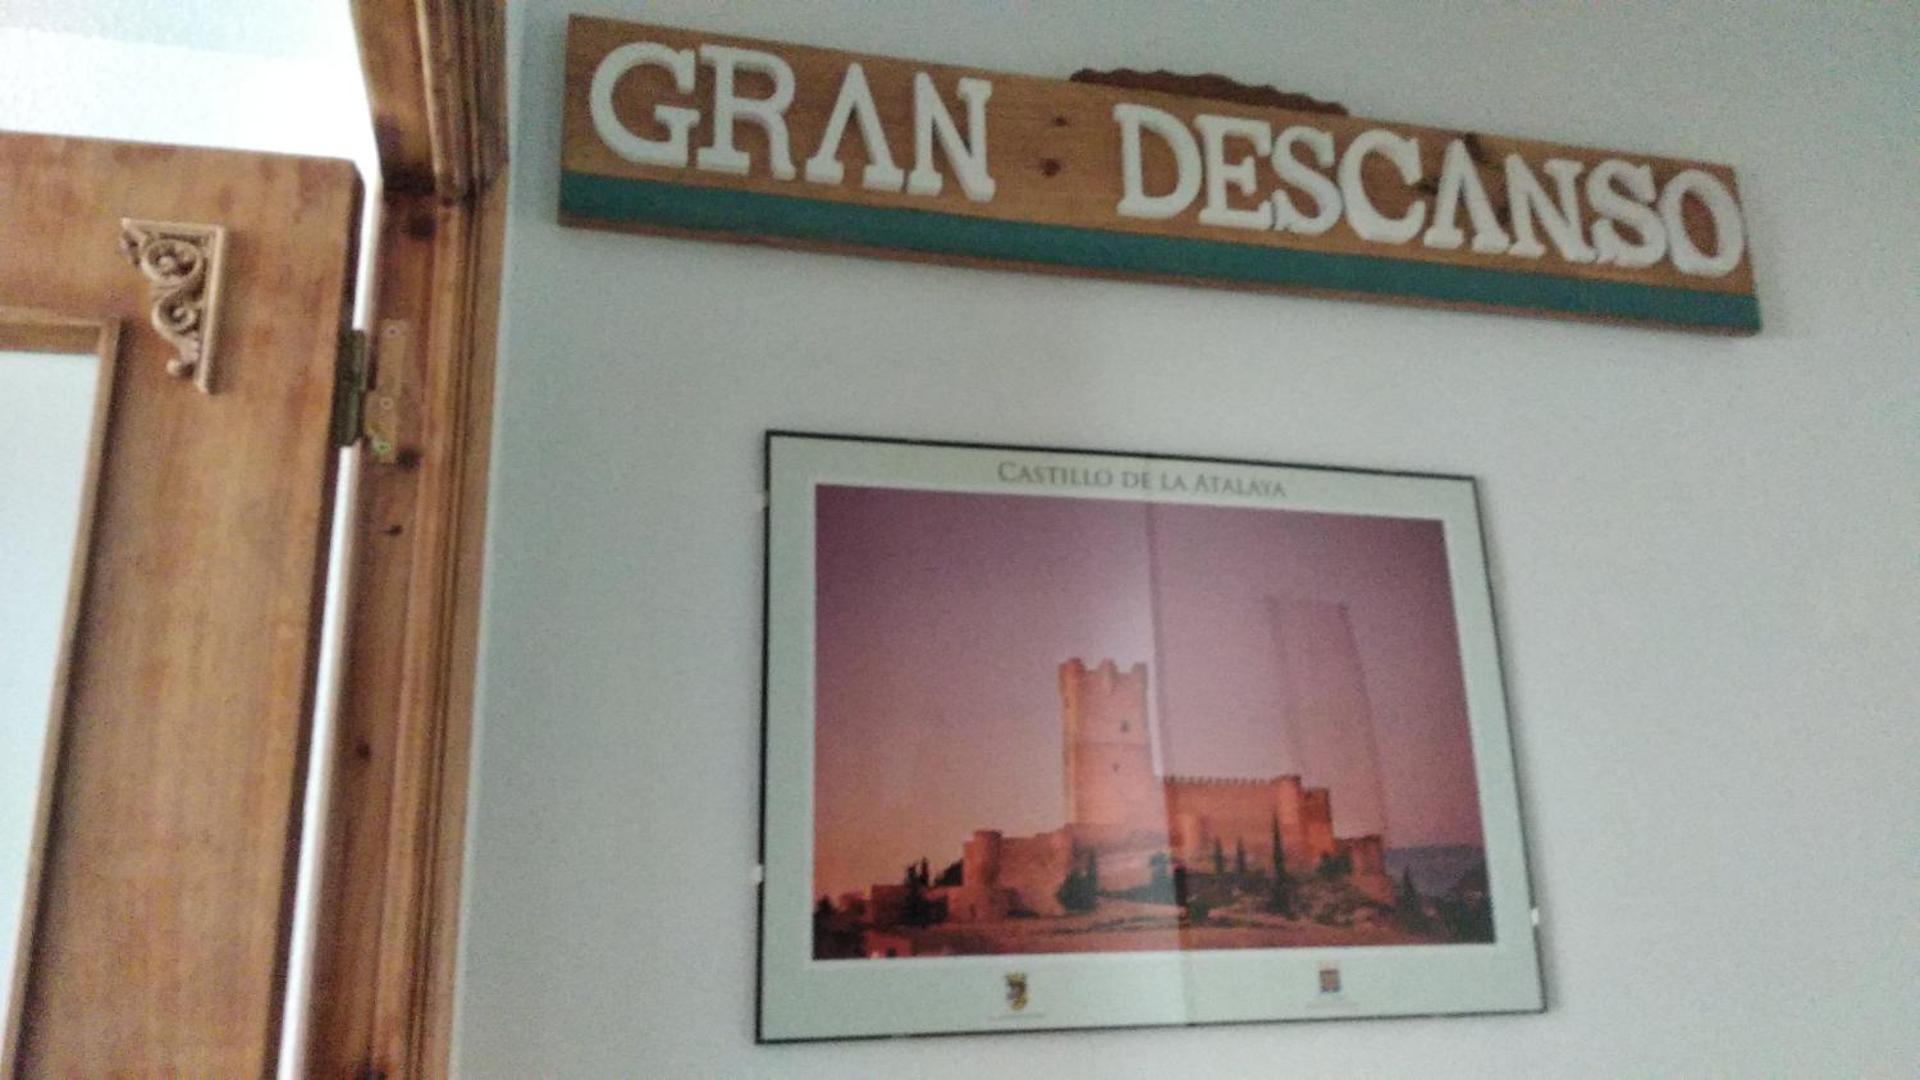 GRAN DESCANSO
CASTILLO DE LA ATALAYA